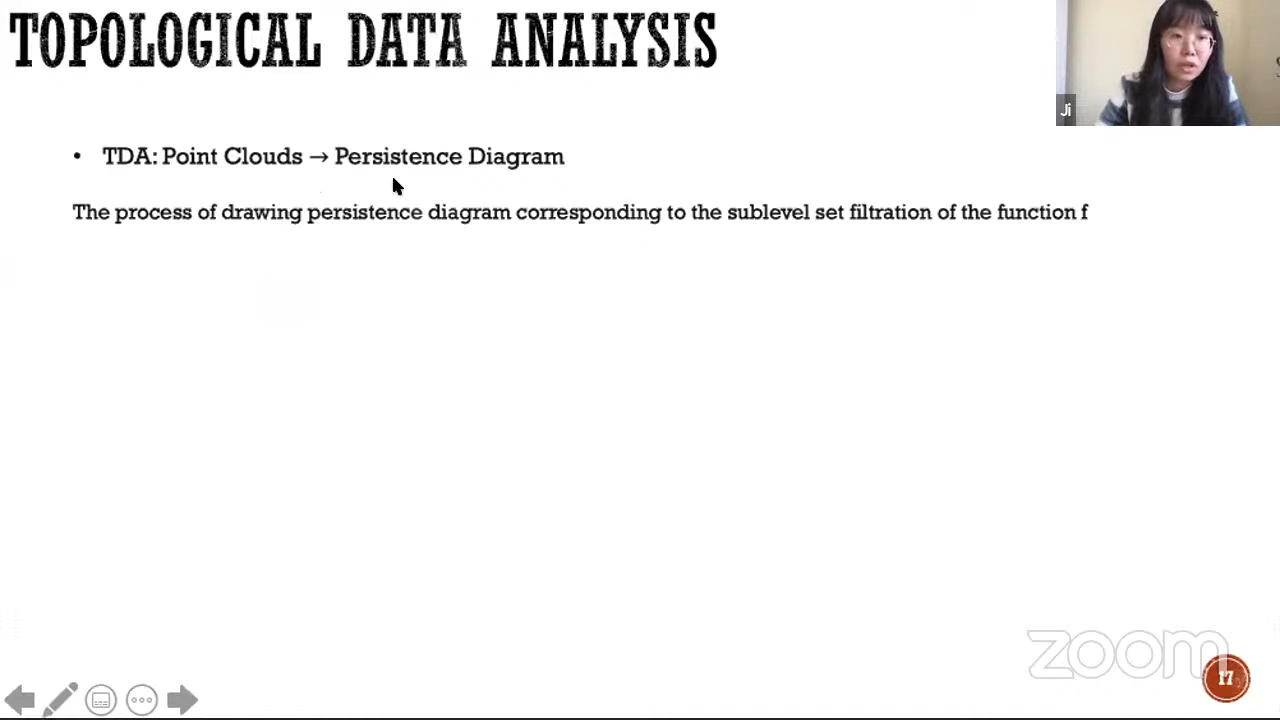 TOPOLOGICAL DATA ANALYSIS
Ji
• TDA: Point Clouds → Persistence Diagram
The process of drawing persistence diagram corresponding to the sublevel set filtration of the function f
zoom
17